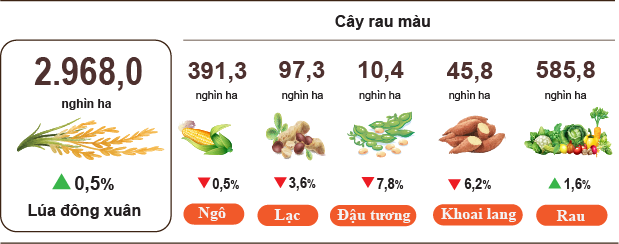 Cây rau màu
2.968,0
nghìn ha
0,5%
Lúa đông xuân
391,3
nghìn ha
0,5%
Ngô
97,3
nghìn ha
3,6%
Lạc
10,4
nghìn ha
7,8%
Đậu tương
45,8
nghìn ha
6,2%
Khoai lang
585,8
nghìn ha
1,6%
Rau